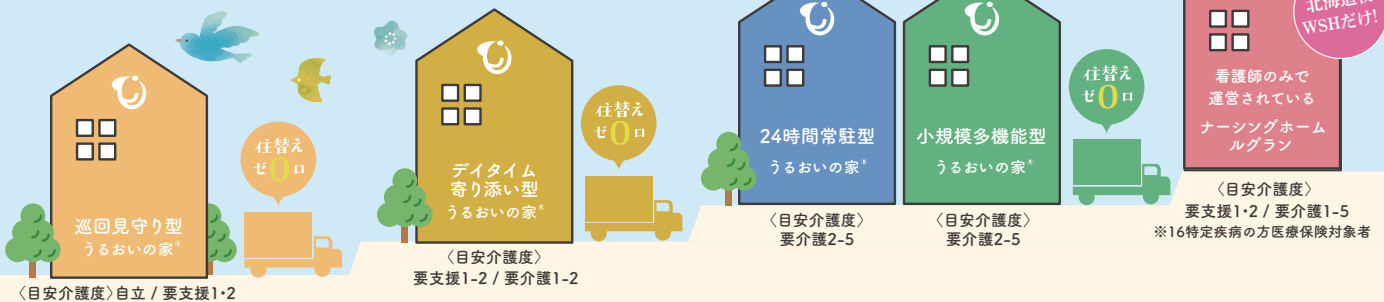 住替え
ゼ0ロ
巡回見守り型
うるおいの家®
〈目安介護度〉自立 / 要支援1・2
住替え
ゼ0ロ
デイタイム
寄り添い型
うるおいの家®
〈目安介護度〉
要支援1-2 / 要介護1-2
24時間常駐型
うるおいの家®
〈目安介護度〉
要介護2-5
小規模多機能型
うるおいの家®
〈目安介護度〉
要介護2-5
住替え
ゼ0ロ
WSHだけ!
看護師のみで
運営されている
ナーシングホーム
ルグラン
〈目安介護度〉
要支援1・2 / 要介護1-5
※16特定疾病の方医療保険対象者